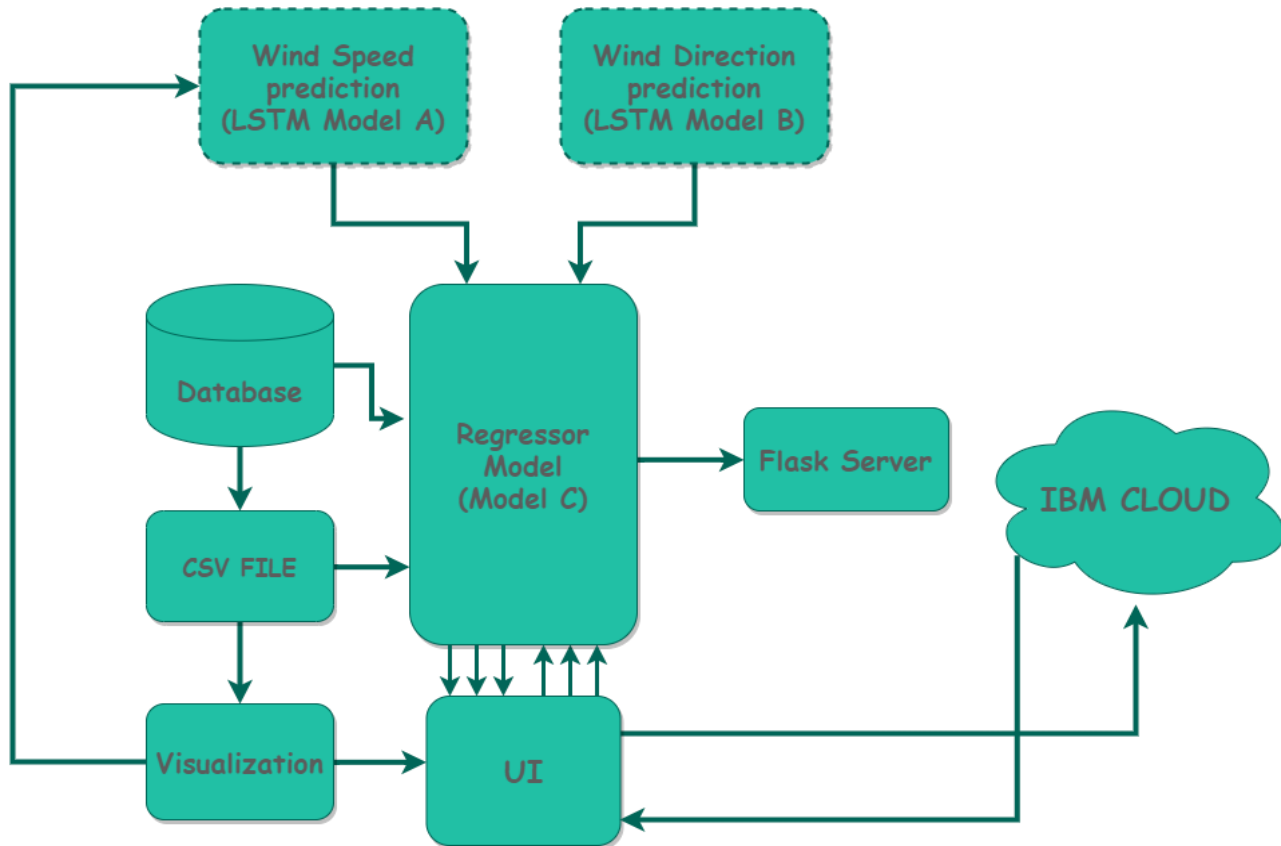 Wind Speed
prediction
(LSTM Model A)
Wind Direction
prediction
(LSTM Model B)
Database
Regressor
Model
(Model C)
Flask Server
IBM CLOUD
CSV FILE
Visualization
UI